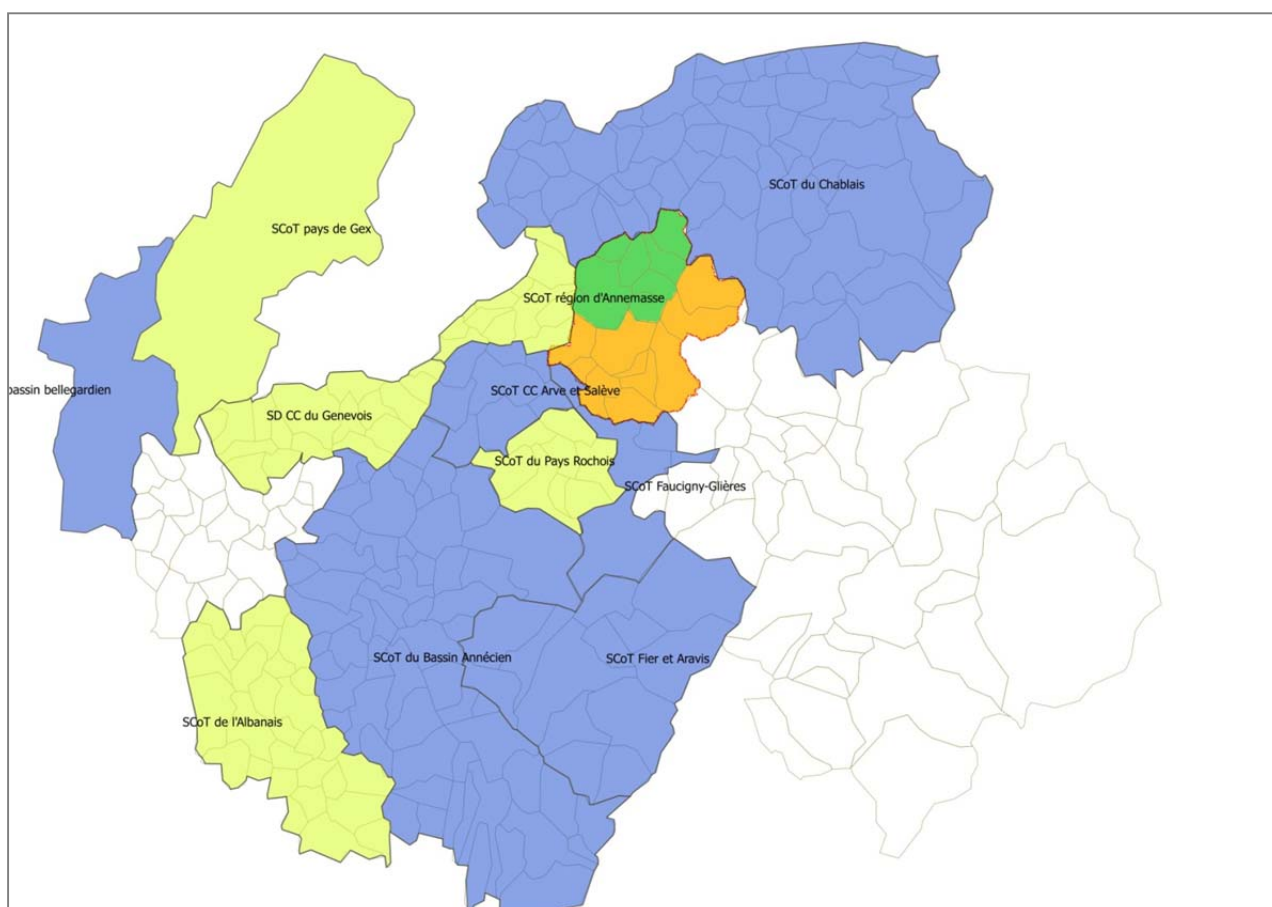 SCoT du Chablais
SCoT pays de Gex
SCoT région d'Annemasse
bassin bellegardien
SCoT CC Arve et Salève
SD CC du Genevois
SCoT du Pays Rochois
SCoT Faucigny-Glières
SCoT du Bassin Annécien
SCoT Fier et Aravis
SCoT de l'Albanais